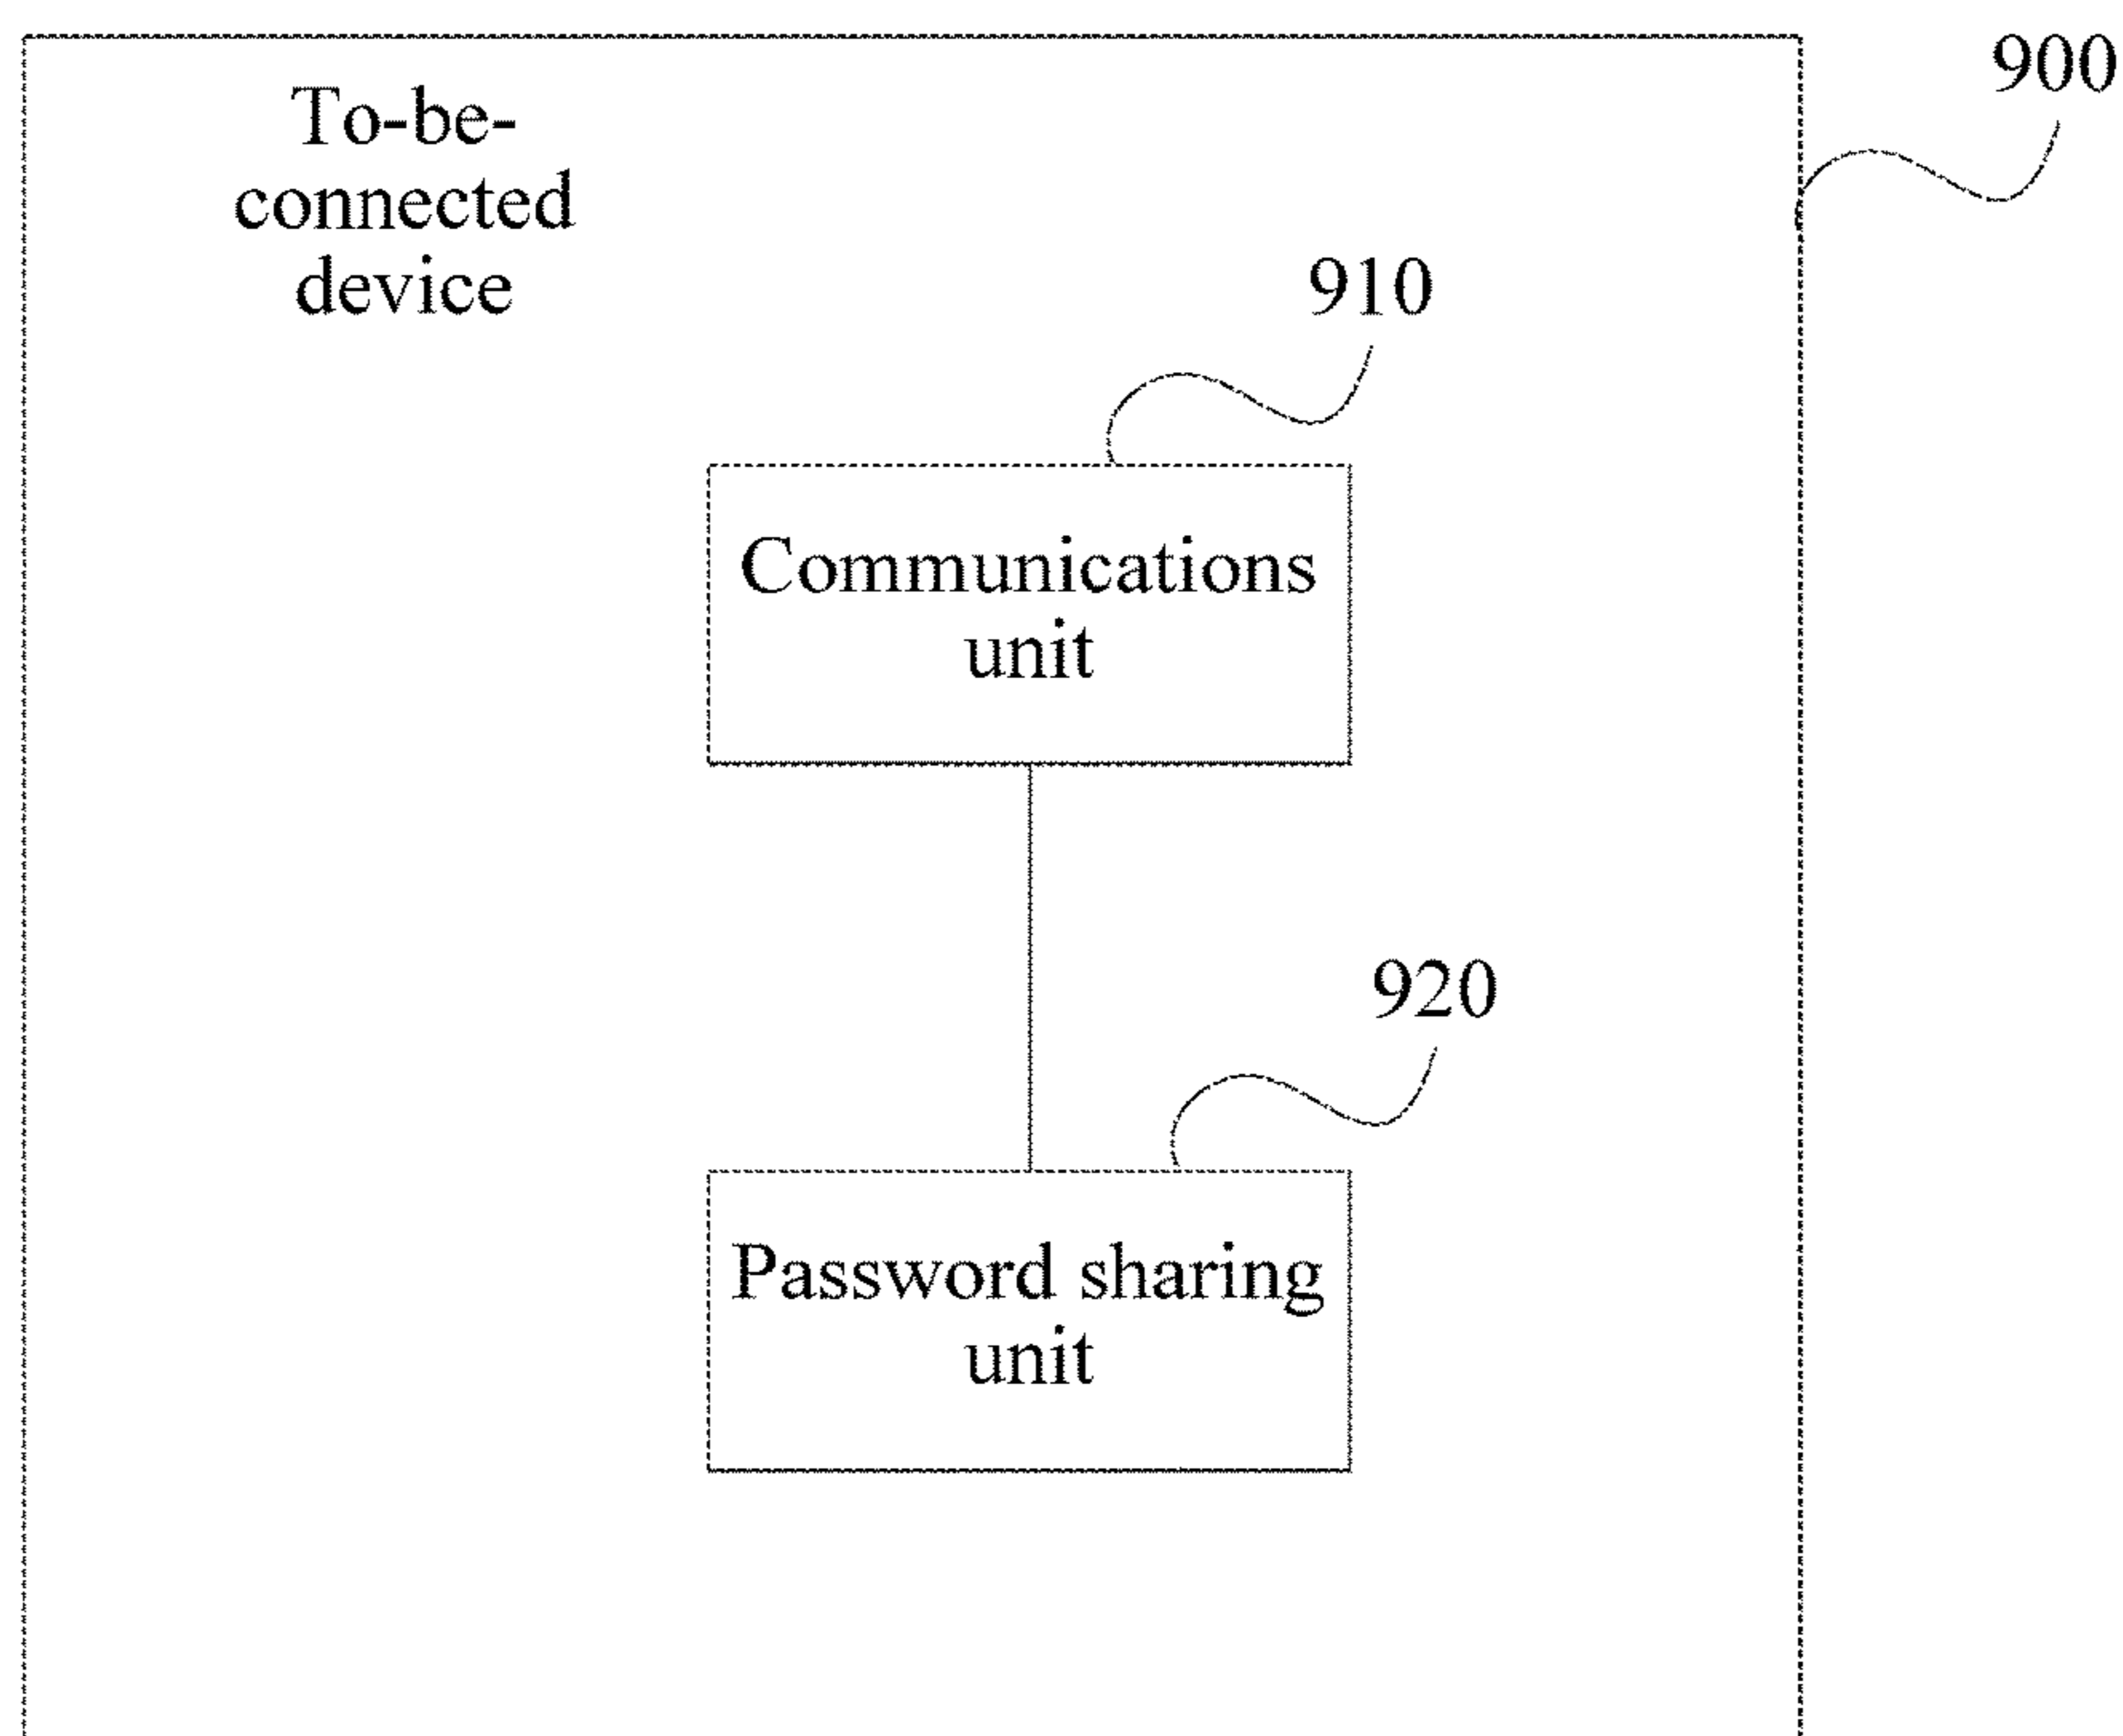 900
To-be-
connected
device
910
Communications
unit
920
Password sharing
unit